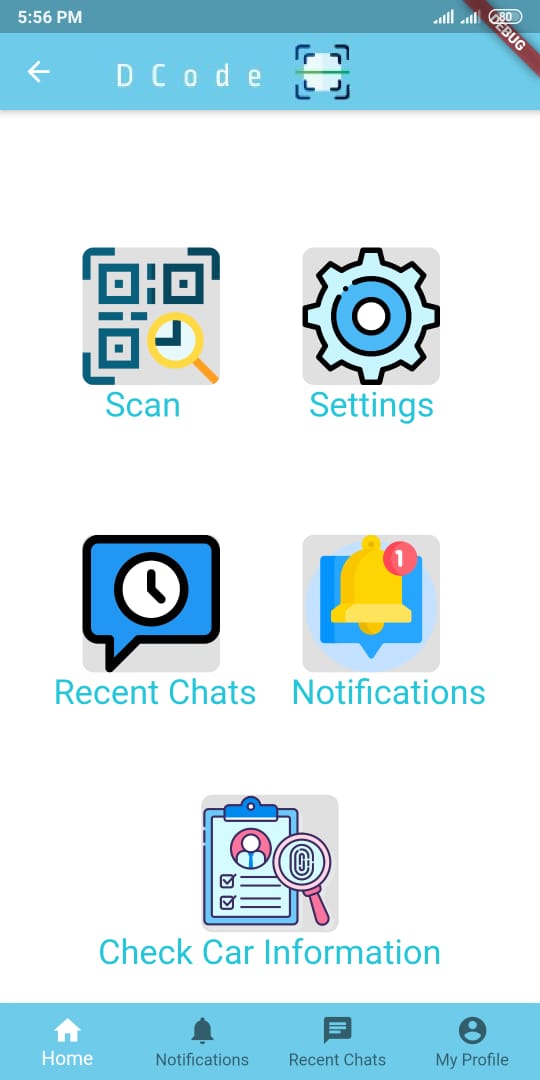 5:56 PM
80
DEBUG
DCode
Scan
Settings
1
Recent Chats
Notifications
Check Car Information
Home
Notifications
Recent Chats
My Profile